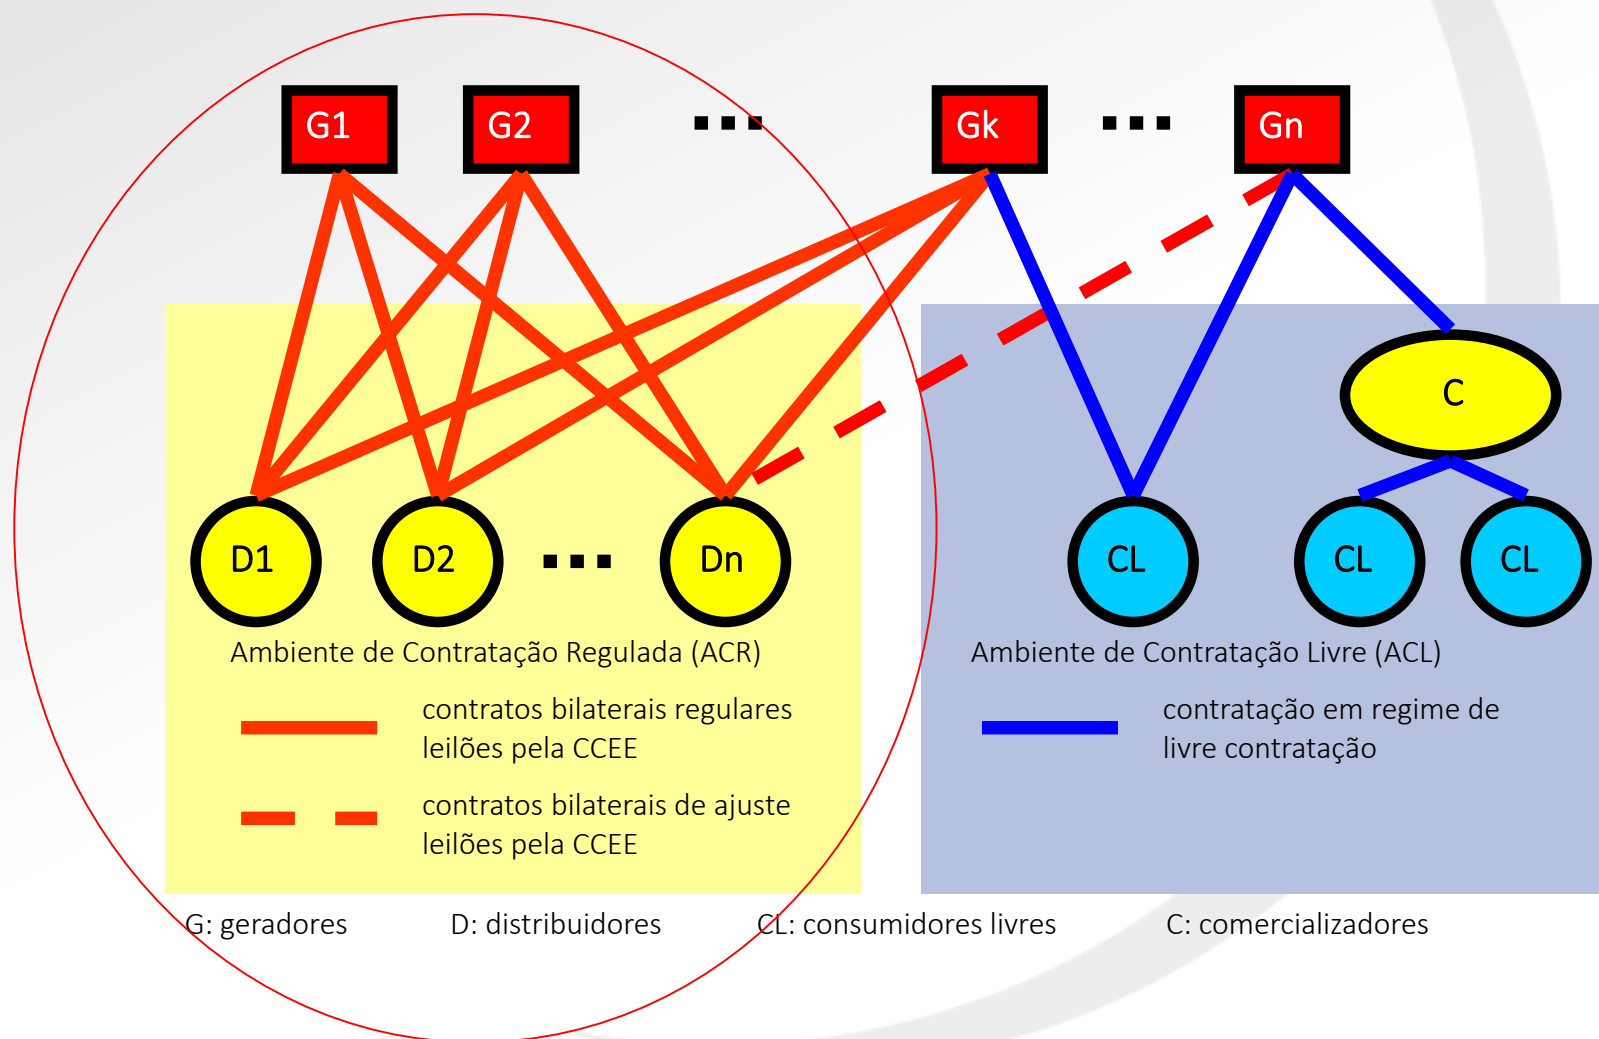 G1
G2
...
Gk
...
Gn
C
D1
D2
...
Dn
CL
CL
CL
Ambiente de Contratação Regulada (ACR)
contratos bilaterais regulares
leilões pela CCEE
contratos bilaterais de ajuste
leilões pela CCEE
Ambiente de Contratação Livre (ACL)
contratação em regime de
livre contratação
G: geradores
D: distribuidores
CL: consumidores livres
C: comercializadores